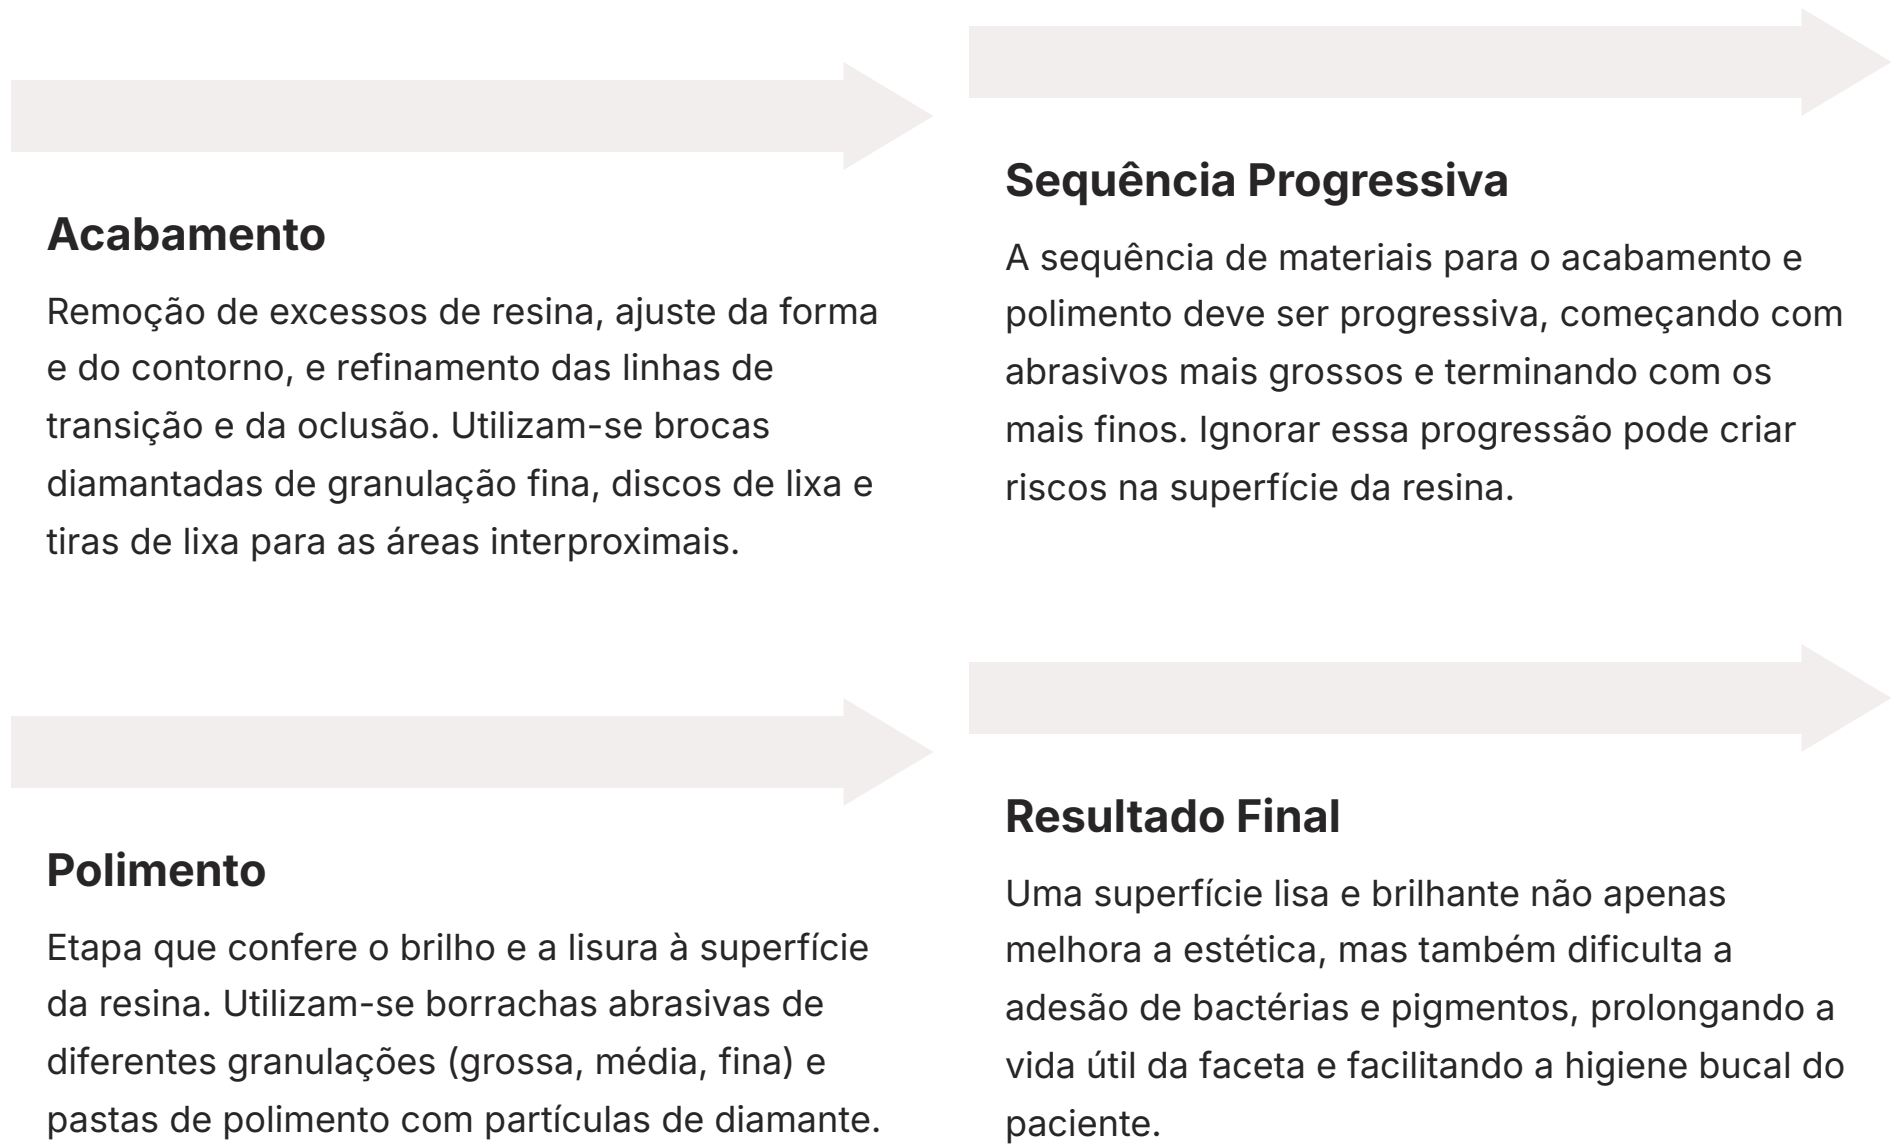 Acabamento
Remoção de excessos de resina, ajuste da forma
e do contorno, e refinamento das linhas de
transição e da oclusão. Utilizam-se brocas
diamantadas de granulação fina, discos de lixa e
tiras de lixa para as áreas interproximais.
Sequência Progressiva
A sequência de materiais para o acabamento e
polimento deve ser progressiva, começando com
abrasivos mais grossos e terminando com os
mais finos. Ignorar essa progressão pode criar
riscos na superfície da resina.
Polimento
Etapa que confere o brilho e a lisura à superfície
da resina. Utilizam-se borrachas abrasivas de
diferentes granulações (grossa, média, fina) e
pastas de polimento com partículas de diamante.
Resultado Final
Uma superfície lisa e brilhante não apenas
melhora a estética, mas também dificulta a
adesão de bactérias e pigmentos, prolongando a
vida útil da faceta e facilitando a higiene bucal do
paciente.